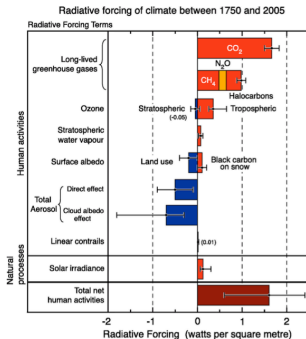 Radiative forcing of climate between 1750 and 2005
Radiative Forcing Terms
Human activities
Long-lived
greenhouse gases
CO2
N2O
CH4
Halocarbons
Ozone
Stratospheric
(-0.05)
Tropospheric
Stratospheric
water vapour
Surface albedo
Land use
Black carbon
on snow
Total
Aerosol
Direct effect
Cloud albedo
effect
Linear contrails
(0.01)
Natural
processes
Solar irradiance
Total net
human activities
-2 -1 0 1 2
Radiative Forcing (watts per square metre)